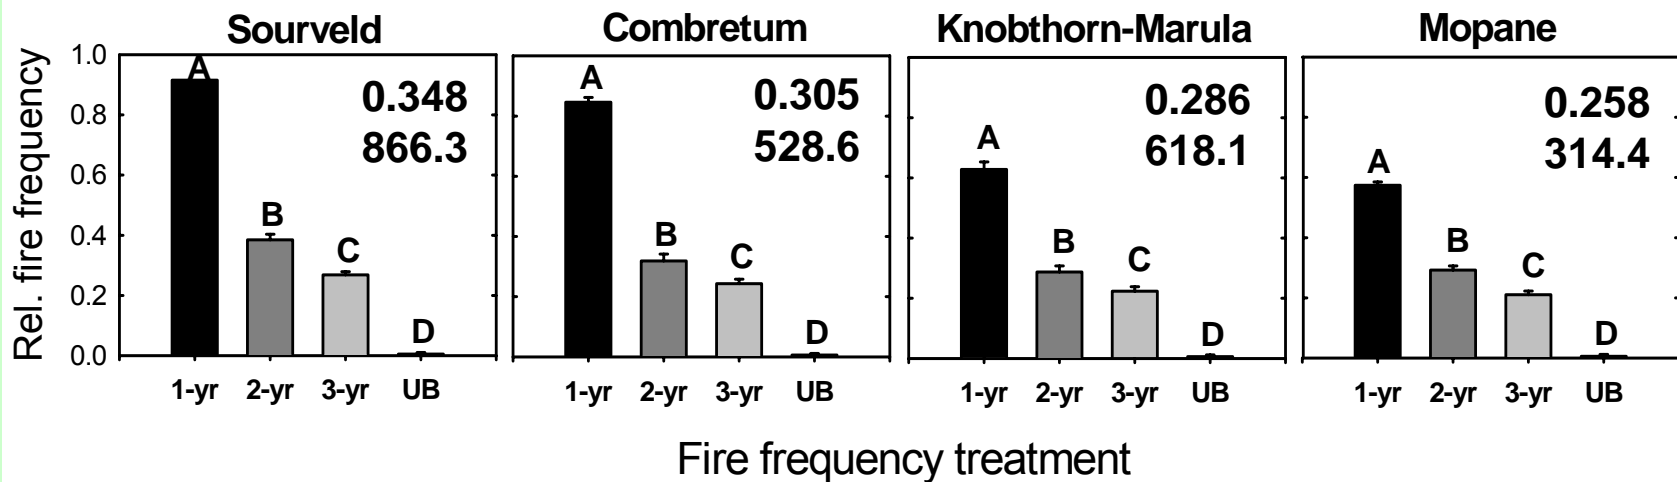 Sourveld
Combretum
Knobthorn-Marula
Mopane
Rel. fire frequency
1.0
0.8
0.6
0.4
0.2
0.0
A
B
C
D
0.348
866.3
1-yr 2-yr 3-yr UB
A
B
C
D
0.305
528.6
1-yr 2-yr 3-yr UB
A
B
C
D
0.286
618.1
1-yr 2-yr 3-yr UB
A
B
C
D
0.258
314.4
1-yr 2-yr 3-yr UB
Fire frequency treatment